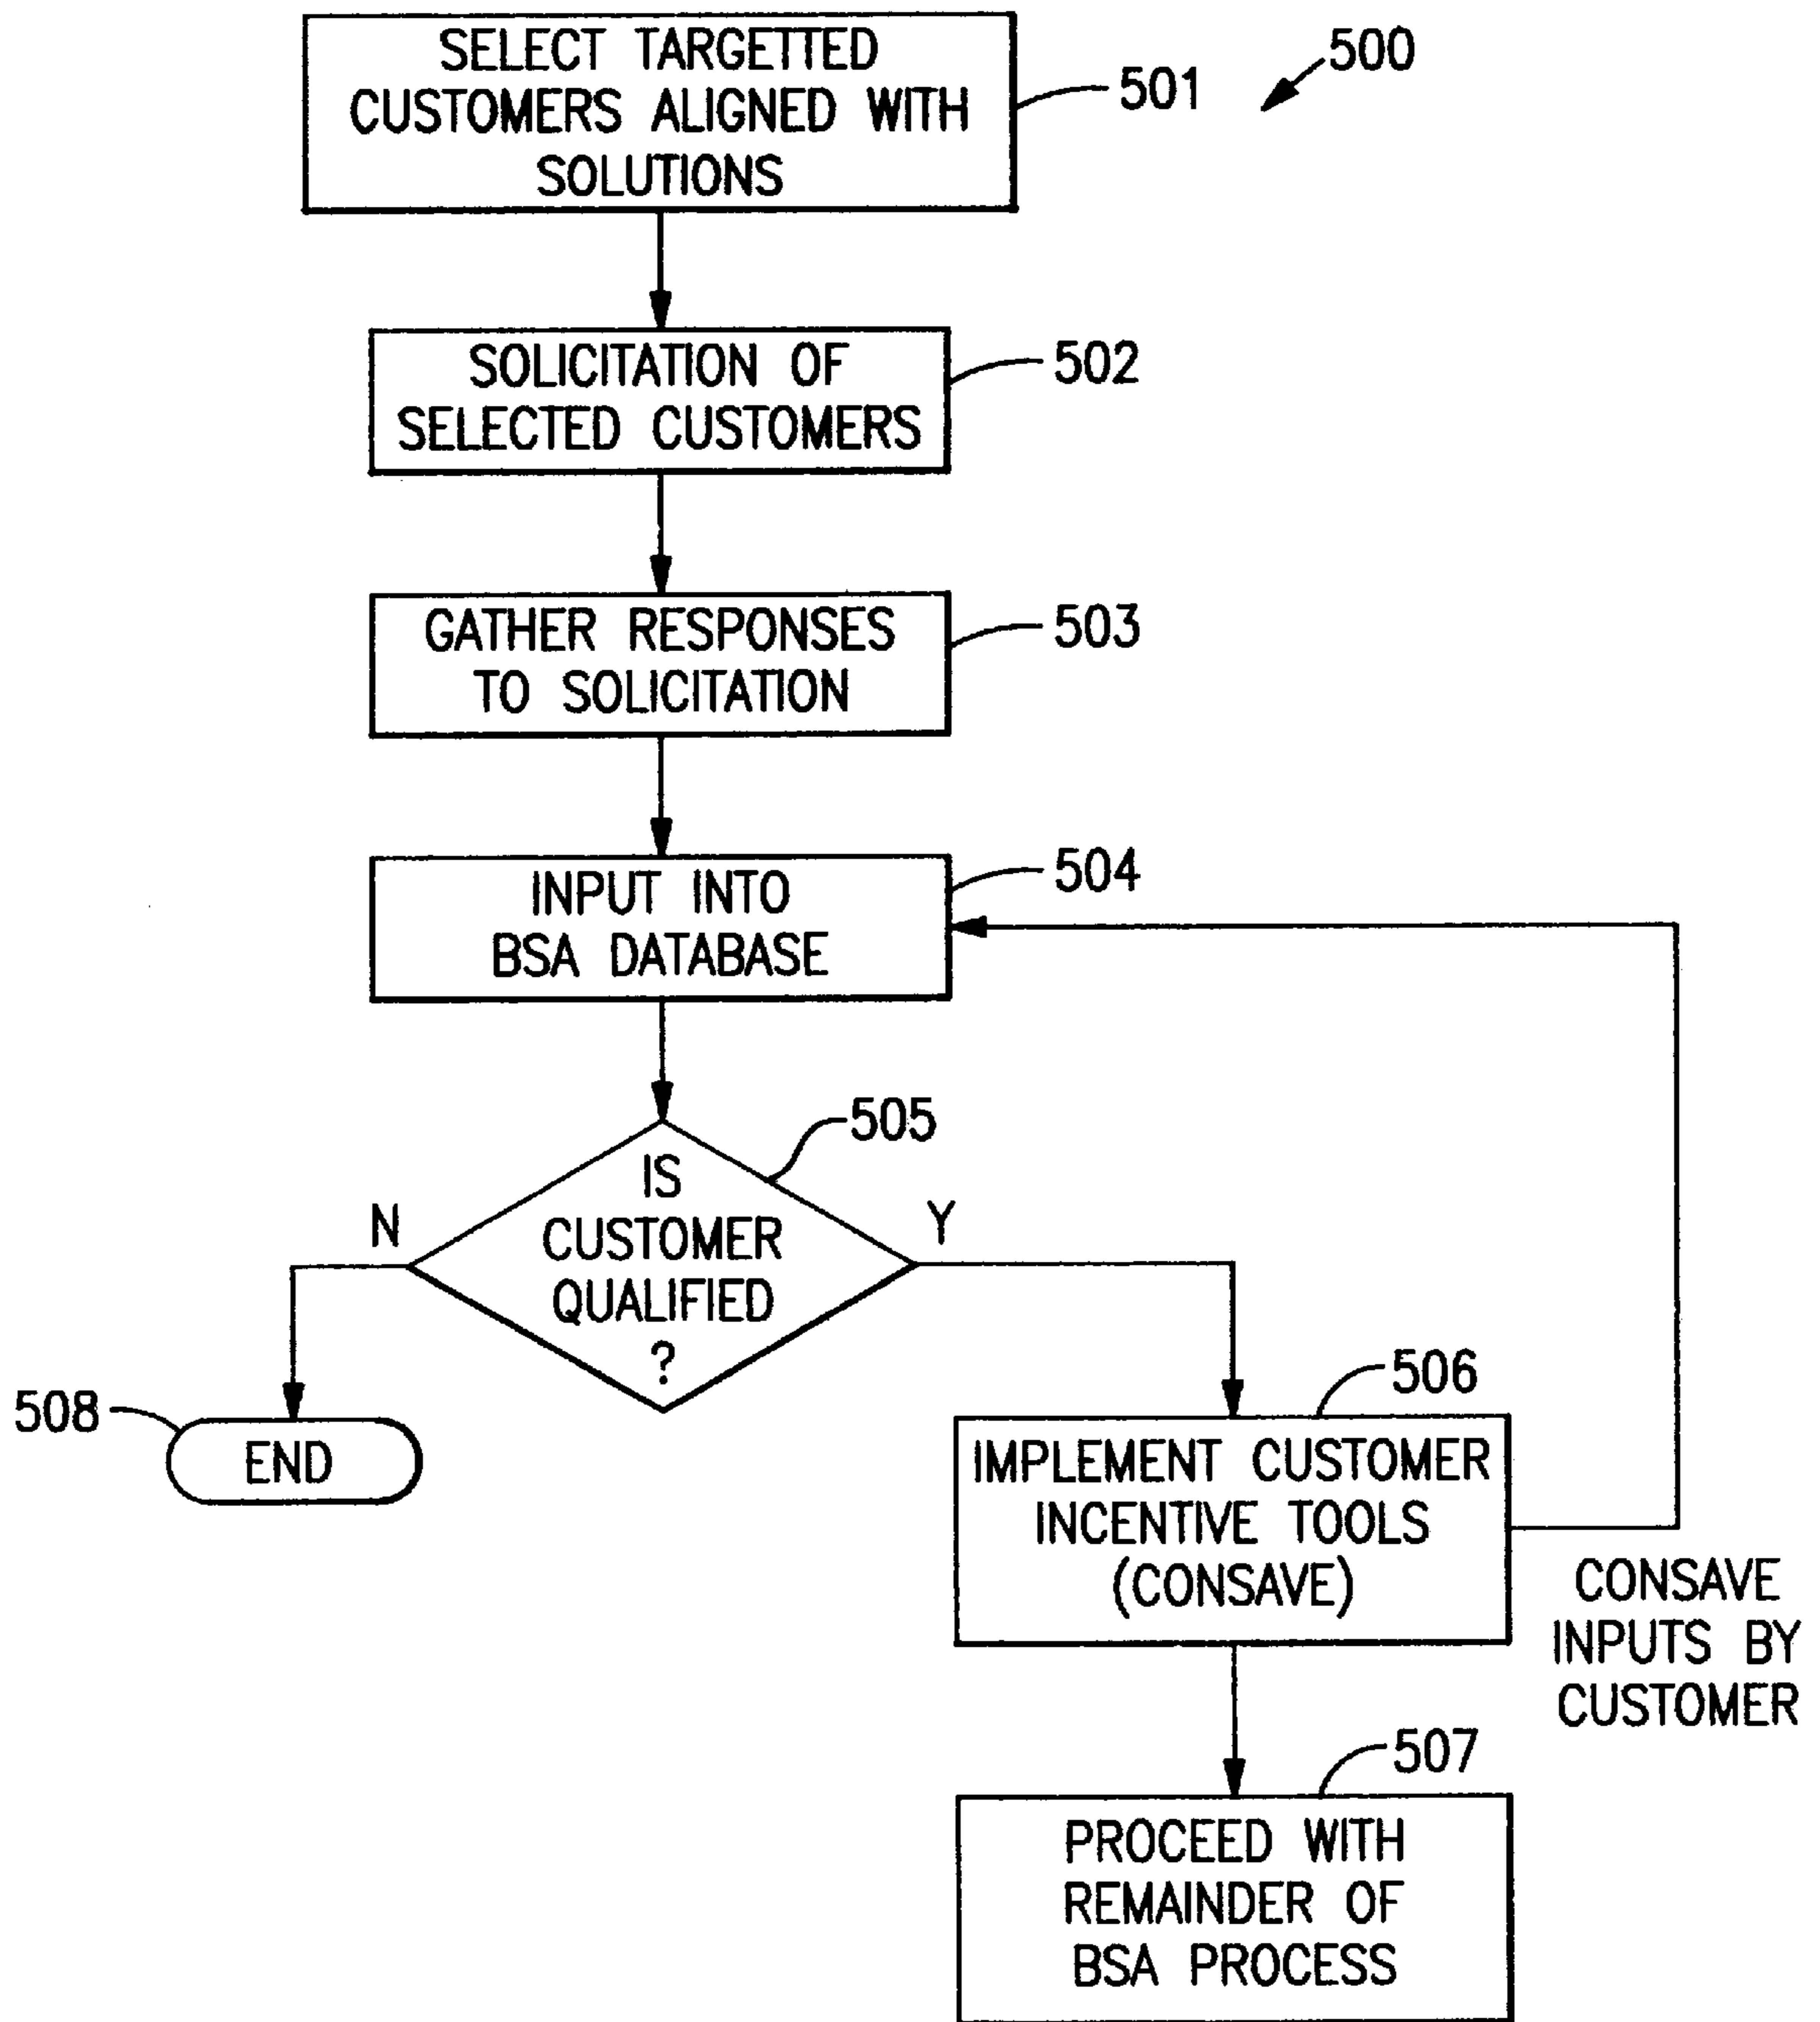 SELECT TARGETTED
CUSTOMERS ALIGNED WITH
SOLUTIONS
501
500
SOLICITATION OF
SELECTED CUSTOMERS
502
GATHER RESPONSES
TO SOLICITATION
503
INPUT INTO
BSA DATABASE
504
IS
CUSTOMER
QUALIFIED
?
505
N
Y
508
END
506
IMPLEMENT CUSTOMER
INCENTIVE TOOLS
(CONSAVE)
CONSAVE
INPUTS BY
CUSTOMER
507
PROCEED WITH
REMAINDER OF
BSA PROCESS